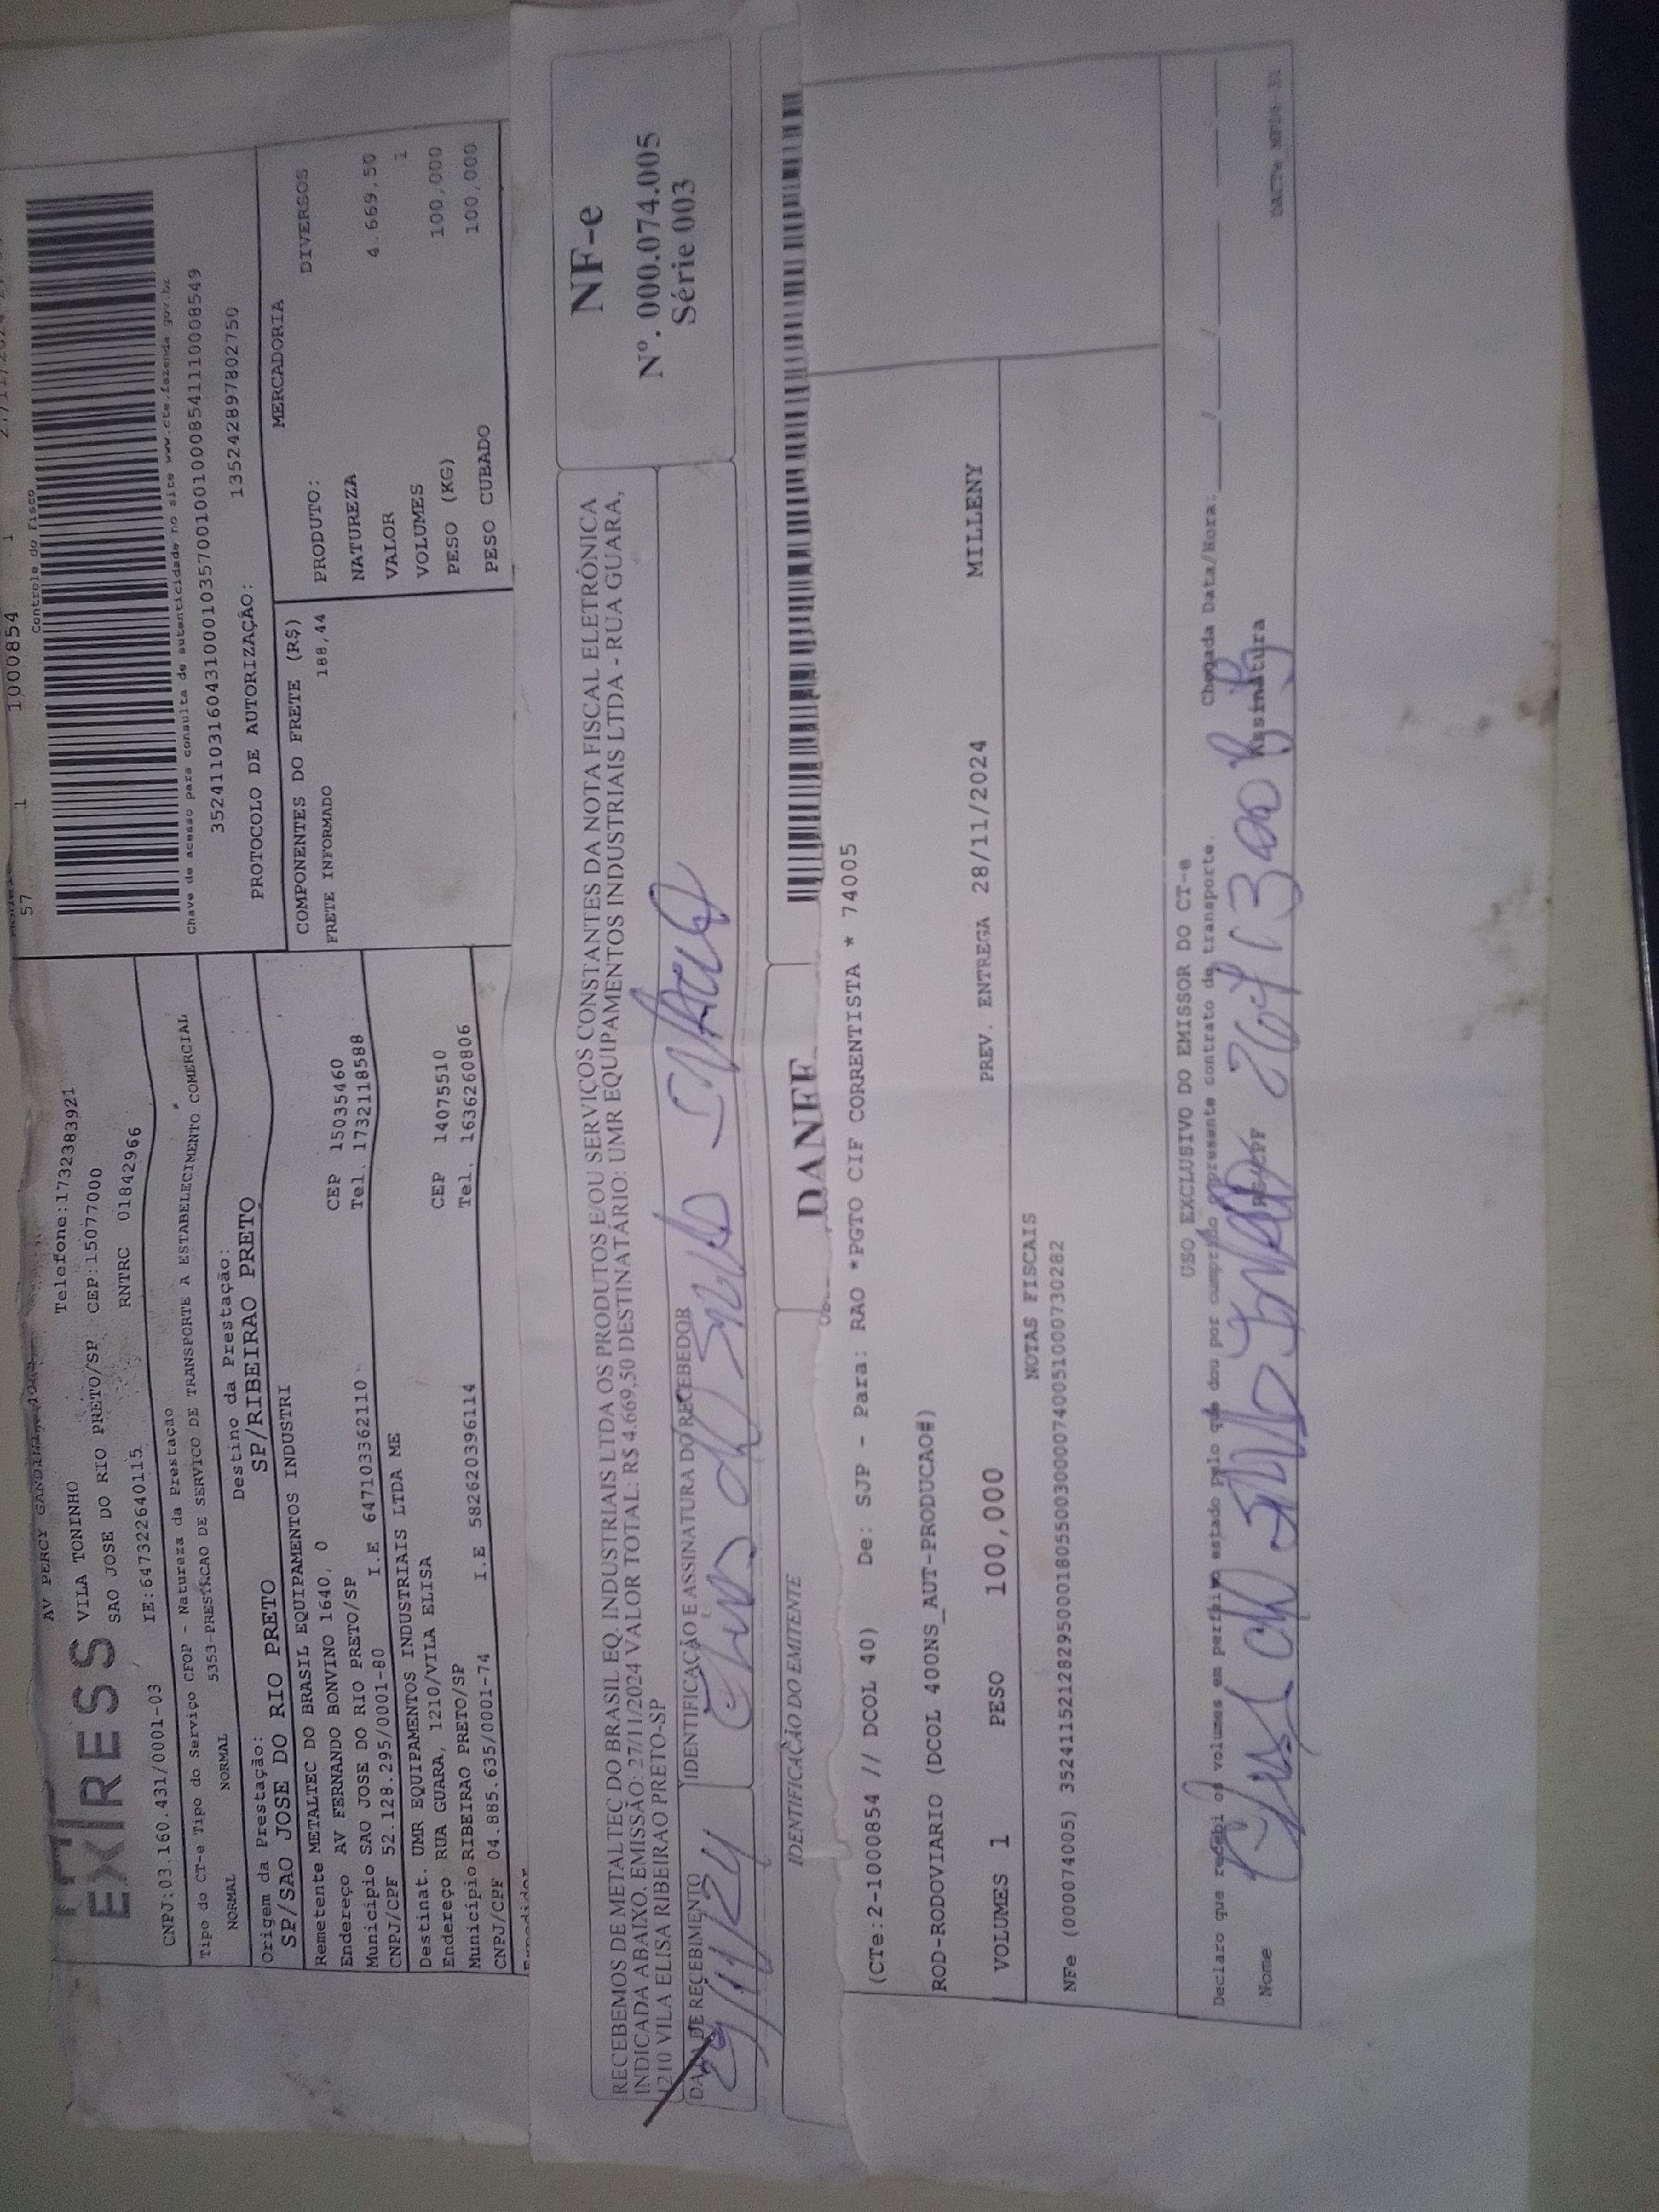 57 1 1000854 1
AV PERCY GANDINI,
Telefone:1732383921
EX RESS
VILA TONINHO
SAO JOSE DO RIO PRETO/SP CEP:15077000
CNPJ:03.160.431/0001-03 IE:647322640115 RNTRC 01842966
Controle do Fisco
Chave de acesso para consulta de autenticidade no site www.cte.fazenda.gov.br
35241103160431000103570010010008541110008549
PROTOCOLO DE AUTORIZAÇÃO: 135242897802750
Tipo do CT-e Tipo do Serviço CFOP - Natureza da Prestação
NORMAL NORMAL 5353-PRESTACAO DE SERVICO DE TRANSPORTE A ESTABELECIMENTO COMERCIAL
Origem da Prestação: Destino da Prestação:
SP/SAO JOSE DO RIO PRETO SP/RIBEIRAO PRETO
Remetente METALTEC DO BRASIL EQUIPAMENTOS INDUSTRI
Endereço AV FERNANDO BONVINO 1640, 0 CEP 15035460
Município SAO JOSE DO RIO PRETO/SP Tel. 1732118588
CNPJ/CPF 52.128.295/0001-80 I.E 647103362110
Destinat. UMR EQUIPAMENTOS INDUSTRIAIS LTDA ME
Endereço RUA GUARA, 1210/VILA ELISA CEP 14075510
Município RIBEIRAO PRETO/SP Tel. 1636260806
CNPJ/CPF 04.885.635/0001-74 I.E 582620396114
Expedidor
COMPONENTES DO FRETE (R$)
FRETE INFORMADO 188,44
MERCADORIA
PRODUTO: DIVERSOS
NATUREZA
VALOR 4.669,50
VOLUMES 1
PESO (KG) 100,000
PESO CUBADO 100,000
RECEBEMOS DE METALTEC DO BRASIL EQ. INDUSTRIAIS LTDA OS PRODUTOS E/OU SERVIÇOS CONSTANTES DA NOTA FISCAL ELETRÔNICA
INDICADA ABAIXO. EMISSÃO: 27/11/2024 VALOR TOTAL: R$ 4.669,50 DESTINATÁRIO: UMR EQUIPAMENTOS INDUSTRIAIS LTDA - RUA GUARA,
1210 VILA ELISA RIBEIRAO PRETO-SP
NF-e
Nº. 000.074.005
Série 003
DATA DE RECEBIMENTO IDENTIFICAÇÃO E ASSINATURA DO RECEBEDOR
29/11/24
IDENTIFICAÇÃO DO EMITENTE
DANFE
(CTe:2-1000854 // DCOL 40) De: SJP - Para: RAO *PGTO CIF CORRENTISTA * 74005
ROD-RODOVIARIO (DCOL 400NS_AUT-PRODUCAO#)
VOLUMES 1 PESO 100,000 PREV. ENTREGA 28/11/2024 MILLENY
NOTAS FISCAIS
NFe (000074005) 35241152128295000180550030000740051000730282
USO EXCLUSIVO DO EMISSOR DO CT-e
Declaro que recebi os volumes em perfeito estado pelo que dou por cumprido o presente contrato de transporte. Chegada Data/Hora:___/___/___
Nome RG/CPF Assinatura